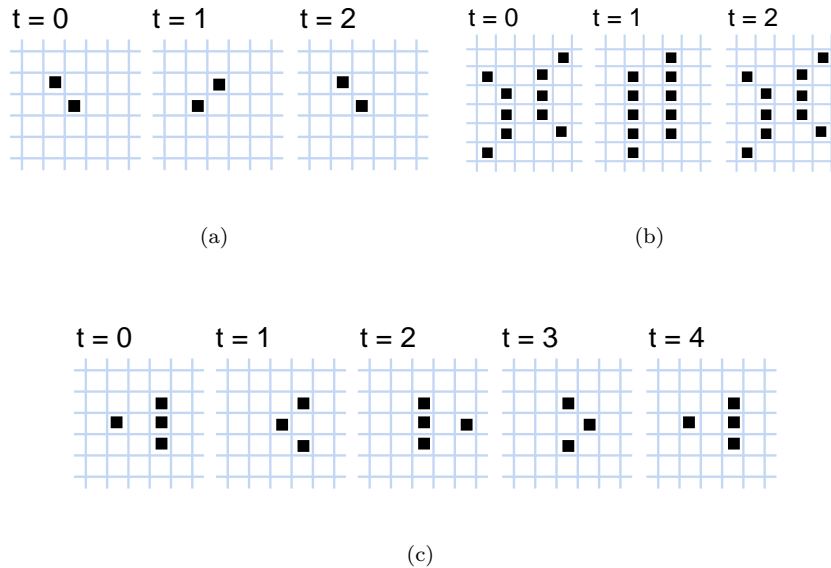 t = 0 t = 1 t = 2
t = 0 t = 1 t = 2
(a)
(b)
t = 0 t = 1 t = 2 t = 3 t = 4
(c)